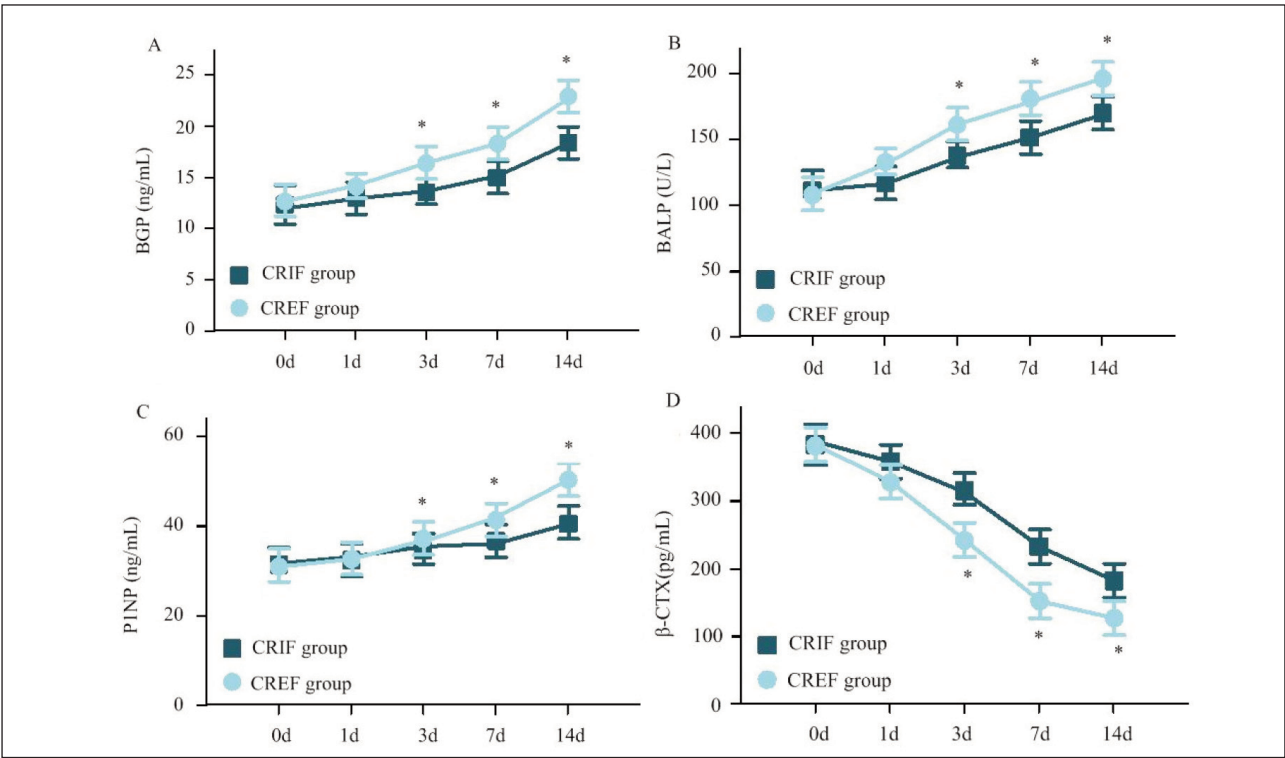 A
BGP (ng/mL)
25
20
15
10
5
0
*
*
*
CRIF group
CREF group
0d 1d 3d 7d 14d
B
BALP (U/L)
200
150
100
50
0
*
*
*
CRIF group
CREF group
0d 1d 3d 7d 14d
C
P1NP (ng/mL)
60
40
20
0
*
*
*
CRIF group
CREF group
0d 1d 3d 7d 14d
D
β-CTX(pg/mL)
400
300
200
100
0
*
*
*
CRIF group
CREF group
0d 1d 3d 7d 14d